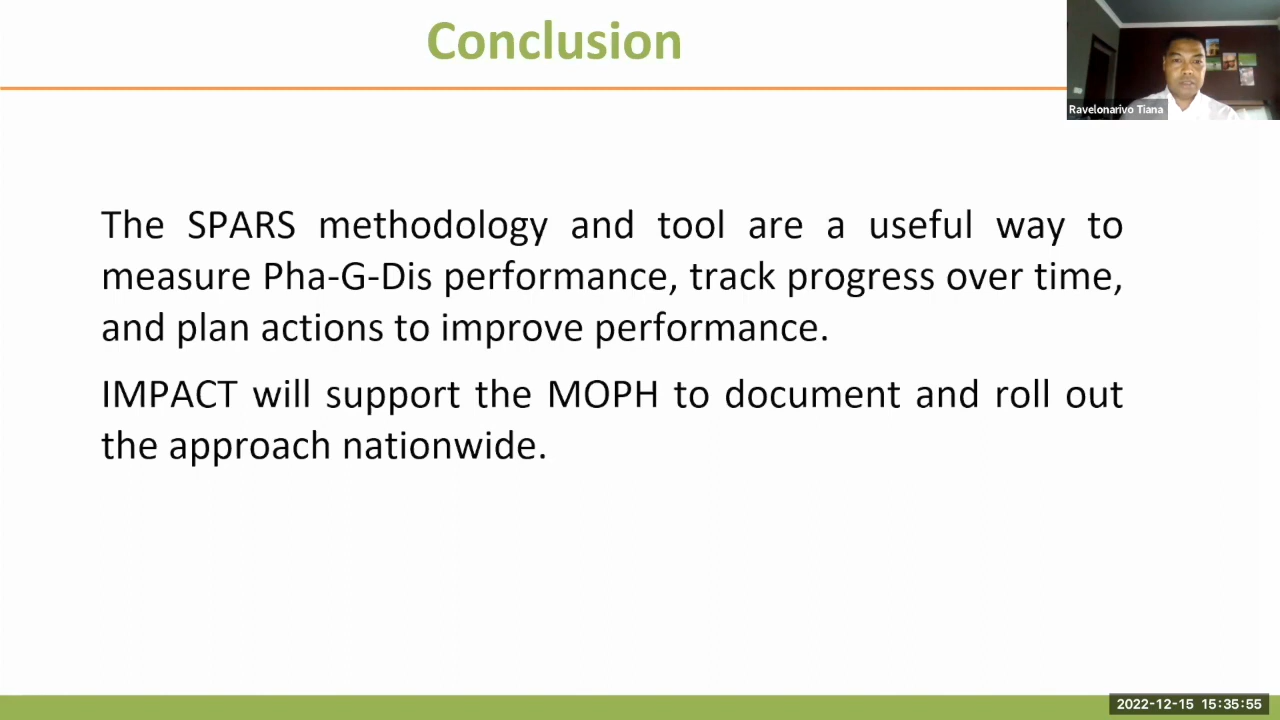 Conclusion
Ravelonarivo Tiana
The SPARS methodology and tool are a useful way to
measure Pha-G-Dis performance, track progress over time,
and plan actions to improve performance.
IMPACT will support the MOPH to document and roll out
the approach nationwide.
2022-12-15 15:35:55